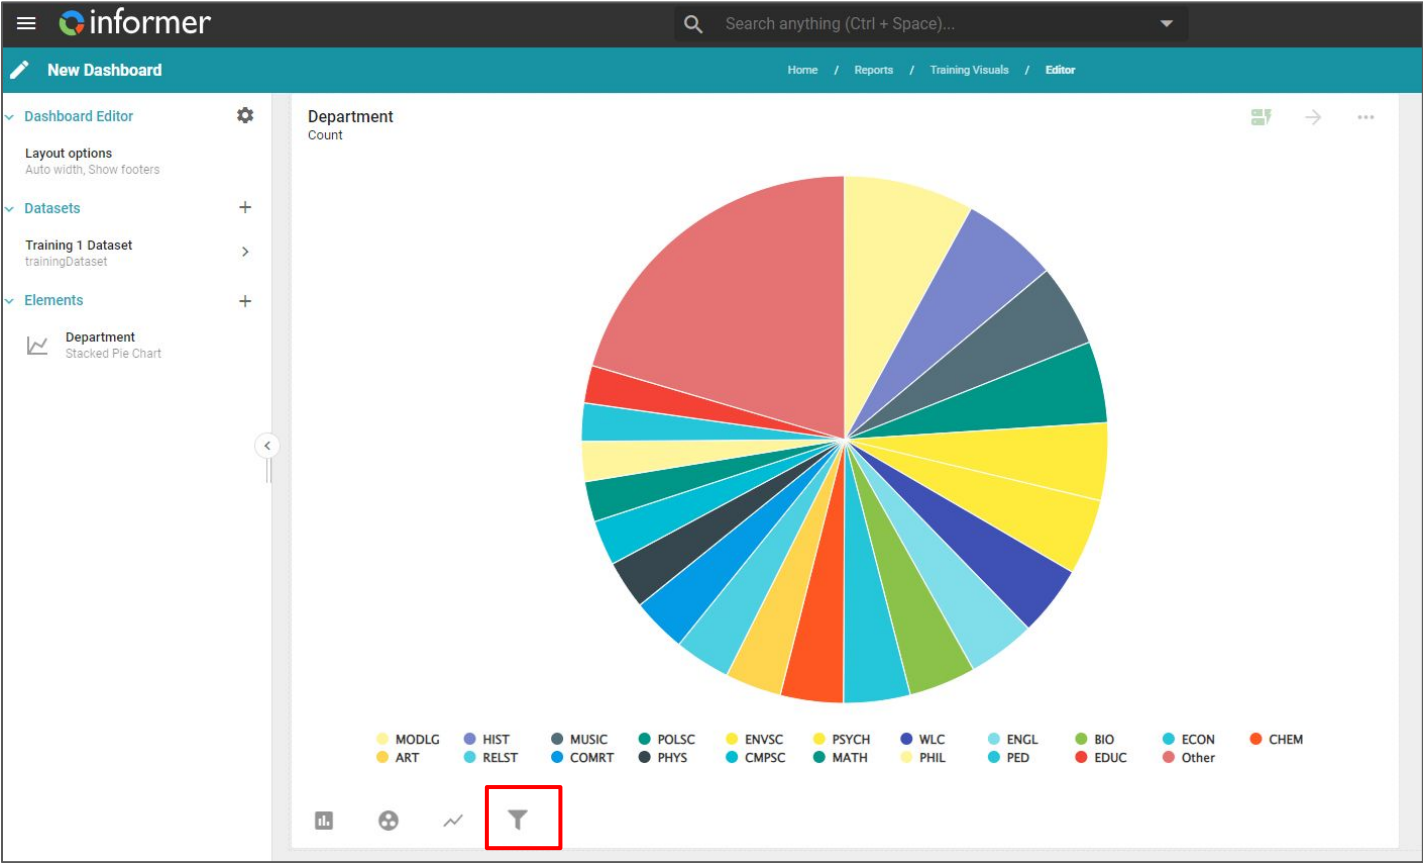 informer
Search anything (Ctrl + Space)...
New Dashboard
Home / Reports / Training Visuals / Editor
Dashboard Editor
Layout options
Auto width, Show footers
Datasets
Training 1 Dataset
trainingDataset
Elements
Department
Stacked Pie Chart
Department
Count
MODLG HIST MUSIC POLSC ENVSC PSYCH WLC ENGL BIO ECON CHEM
ART RELST COMRT PHYS CMPSC MATH PHIL PED EDUC Other